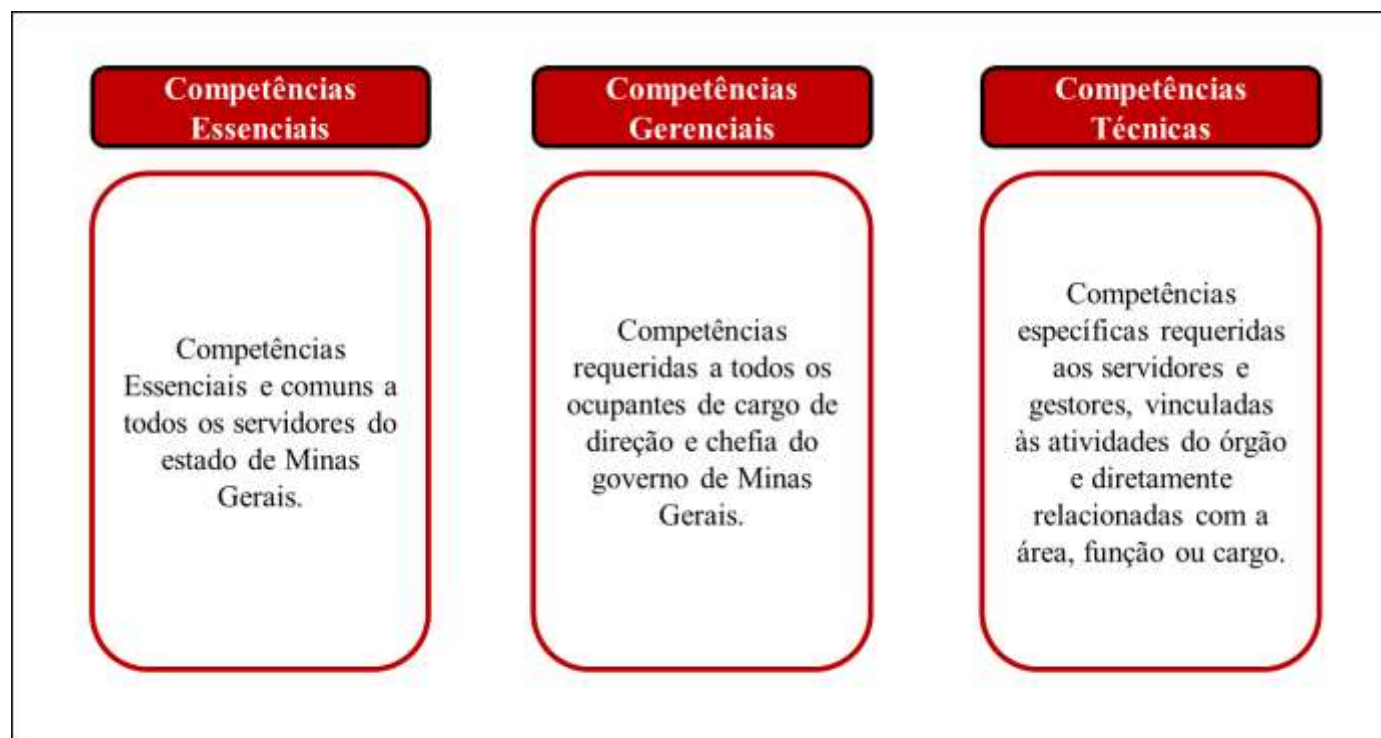 Competências
Essenciais
Competências
Essenciais e comuns a
todos os servidores do
estado de Minas
Gerais.
Competências
Gerenciais
Competências
requeridas a todos os
ocupantes de cargo de
direção e chefia do
governo de Minas
Gerais.
Competências
Técnicas
Competências
específicas requeridas
aos servidores e
gestores, vinculadas
às atividades do órgão
e diretamente
relacionadas com a
área, função ou cargo.